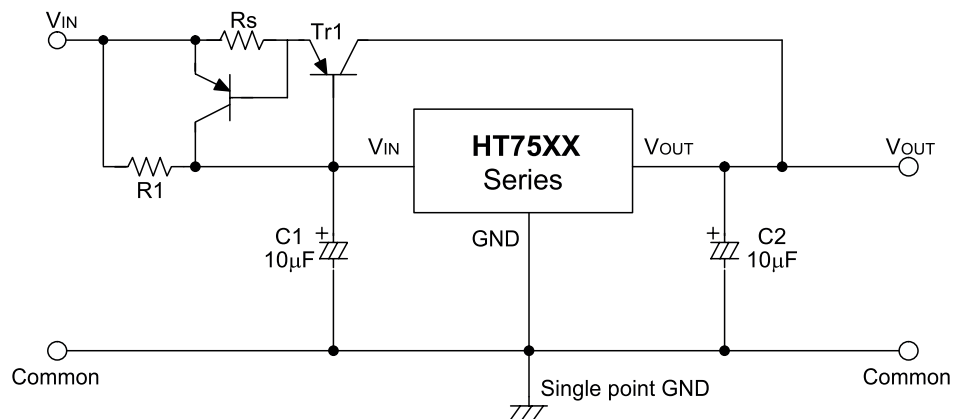 VIN
Rs
Tr1
R1
VIN
HT75XX
Series
VOUT
VOUT
GND
C1
10μF
C2
10μF
Common
Single point GND
Common